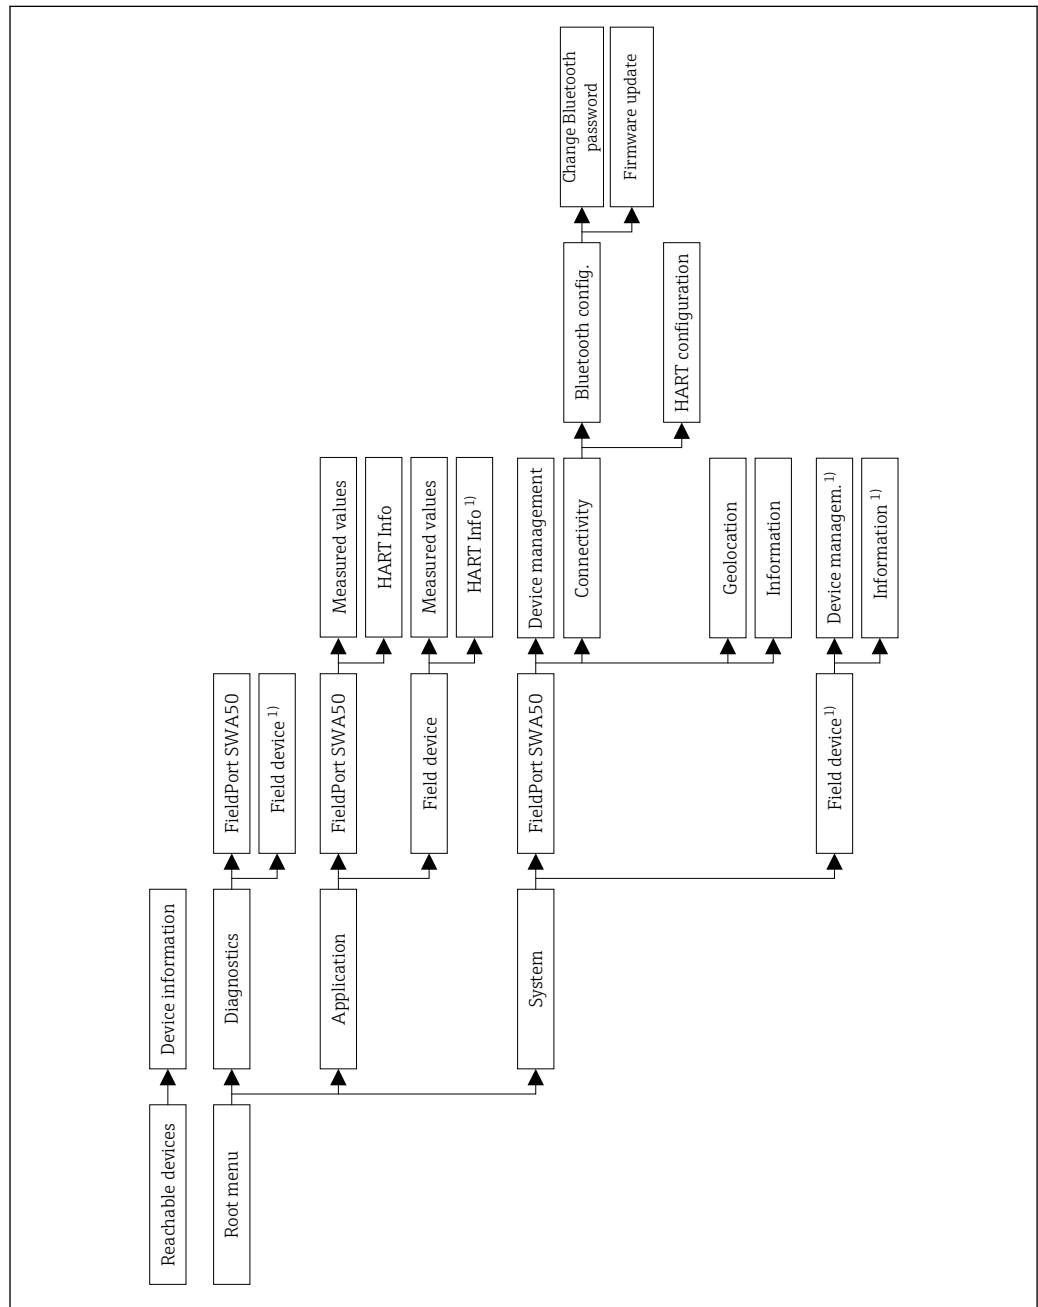 Reachable devices
Device information
Root menu
Diagnostics
FieldPort SWA50
Field device 1)
Application
FieldPort SWA50
Measured values
HART Info
Field device
Measured values
HART Info 1)
System
FieldPort SWA50
Device management
Connectivity
Bluetooth config.
Change Bluetooth
password
Firmware update
HART configuration
Geolocation
Information
Field device1)
Device managem. 1)
Information 1)